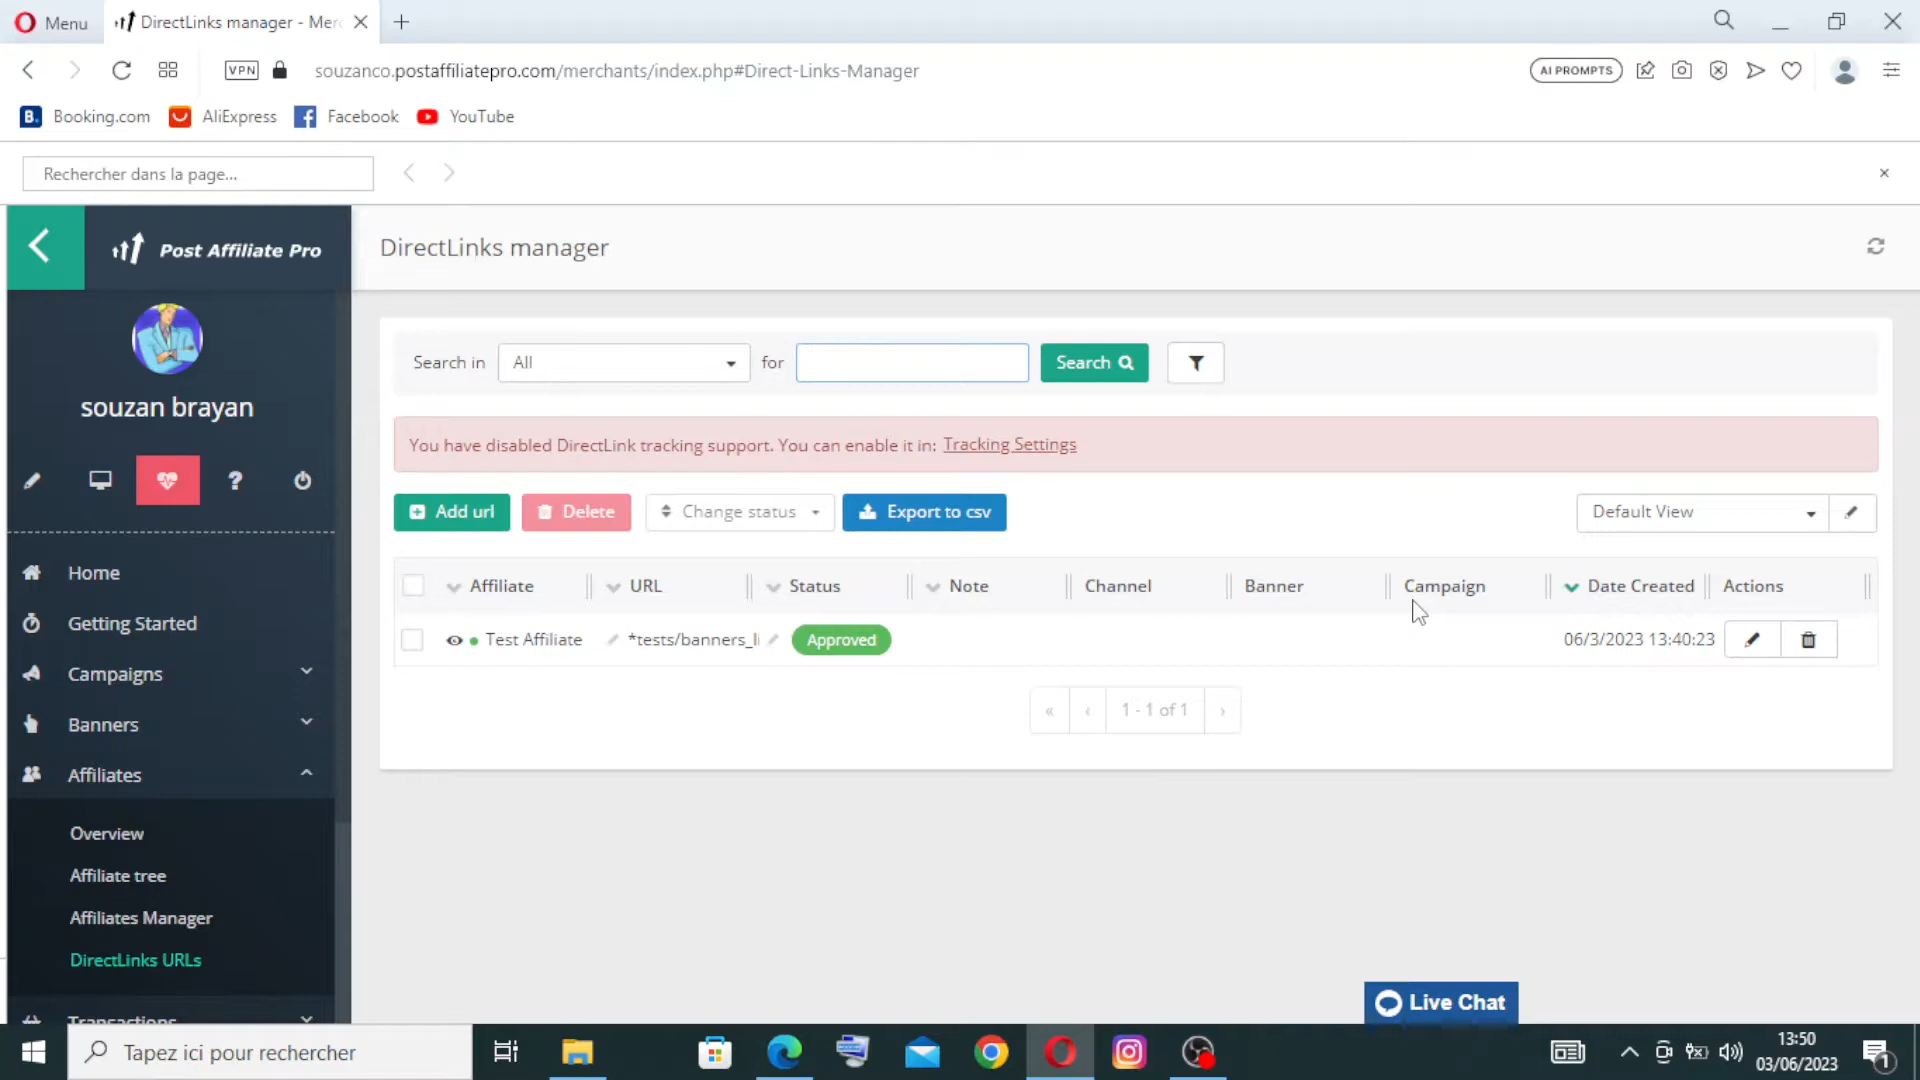 Menu
DirectLinks manager - Merc
VPN
souzanco.postaffiliatepro.com/merchants/index.php#Direct-Links-Manager
AI PROMPTS
B. Booking.com
AliExpress
Facebook
YouTube
Rechercher dans la page...
Post Affiliate Pro
DirectLinks manager
souzan brayan
Search in
All
for
Search
You have disabled DirectLink tracking support. You can enable it in: Tracking Settings
Add url
Delete
Change status
Export to csv
Default View
Affiliate
URL
Status
Note
Channel
Banner
Campaign
Date Created
Actions
Test Affiliate
*tests/banners_li
Approved
06/3/2023 13:40:23
1 - 1 of 1
Home
Getting Started
Campaigns
Banners
Affiliates
Overview
Affiliate tree
Affiliates Manager
DirectLinks URLs
Transactions
Live Chat
Tapez ici pour rechercher
13:50
03/06/2023
1